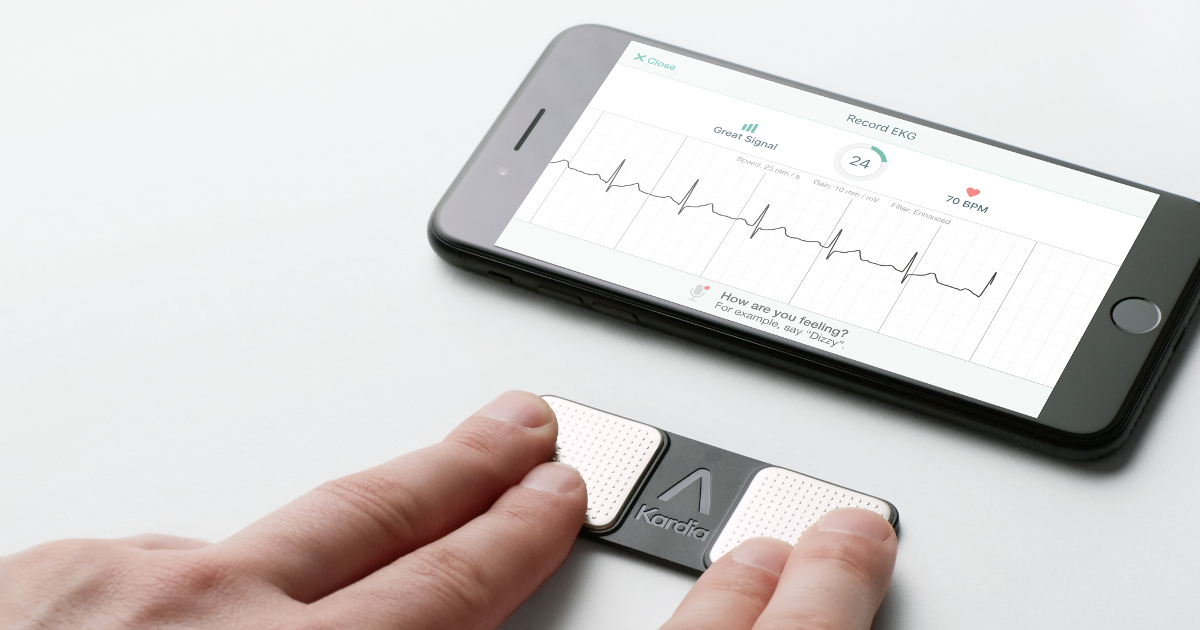 Close
Record EKG
Great Signal
24
70 BPM
Speed: 25 mm / s Gain: 10 mm / mV Filter: Enhanced
How are you feeling?
For example, say "Dizzy".
Kardia